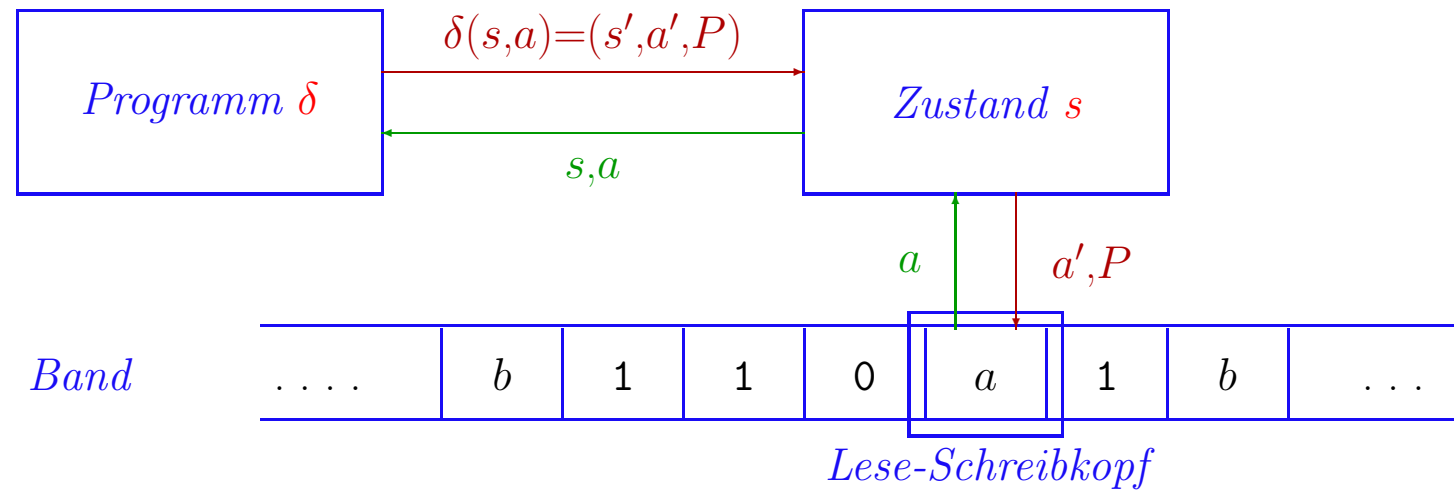 δ(s,a)=(s′,a′,P)
Programm δ
Zustand s
s,a
a
a′,P
Band
. . . . b 1 1 0 a 1 b . . .
Lese-Schreibkopf